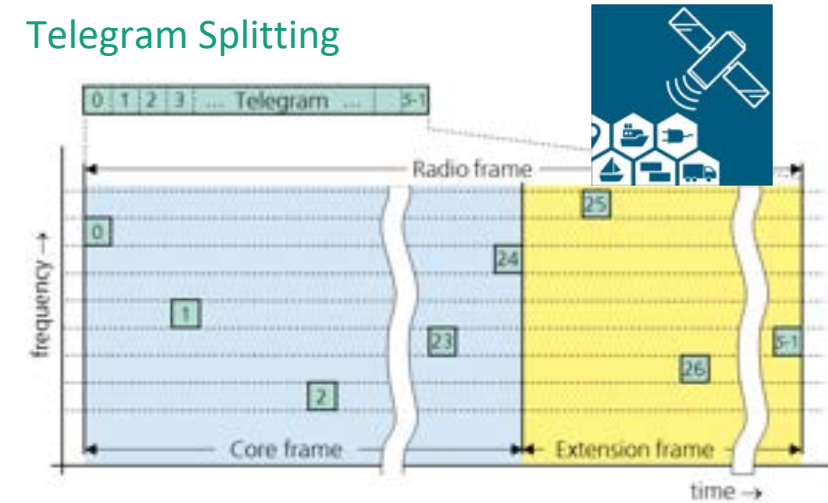 Telegram Splitting
0 1 2 3 ... Telegram ... S-1
Radio frame
25
0
24
1
23
S-1
26
2
Core frame
Extension frame
frequency →
time →